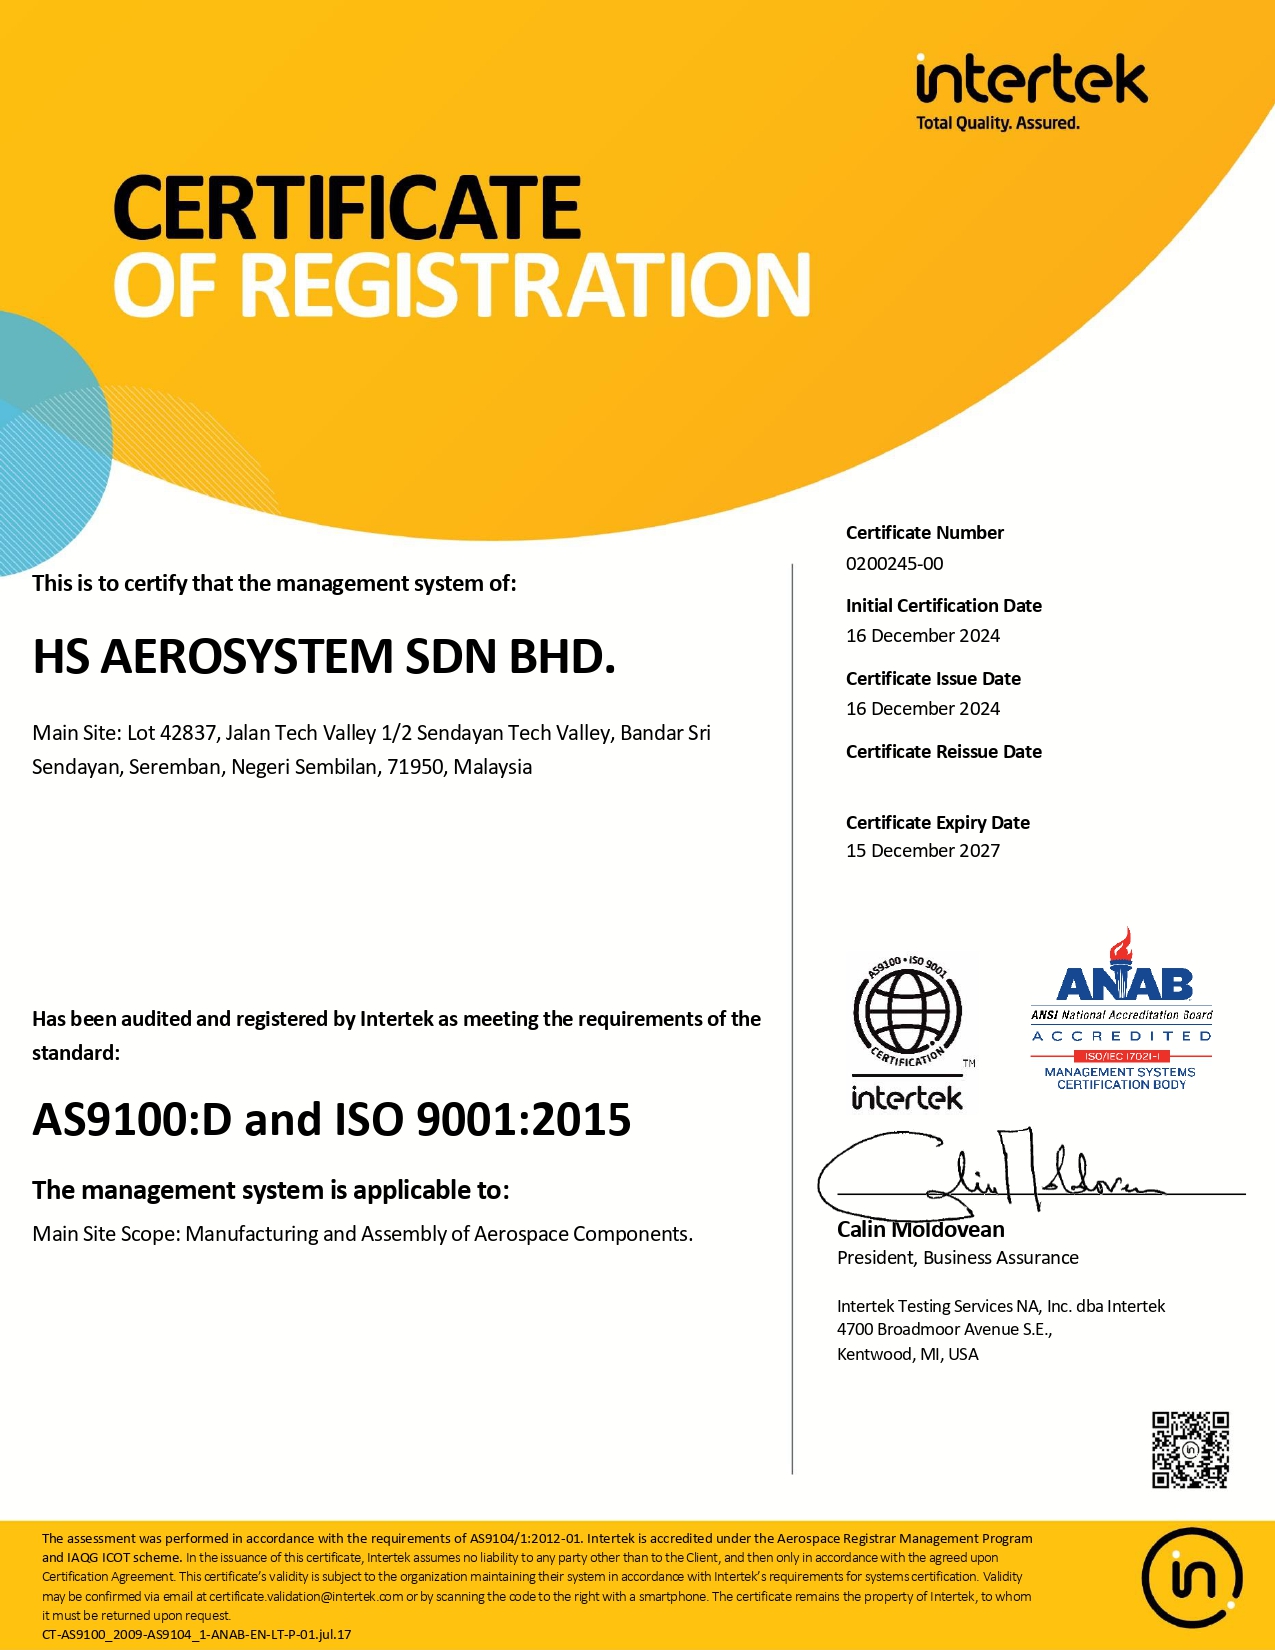 intertek
Total Quality. Assured.
CERTIFICATE
OF REGISTRATION
This is to certify that the management system of:
HS AEROSYSTEM SDN BHD.
Main Site: Lot 42837, Jalan Tech Valley 1/2 Sendayan Tech Valley, Bandar Sri
Sendayan, Seremban, Negeri Sembilan, 71950, Malaysia
Has been audited and registered by Intertek as meeting the requirements of the
standard:
AS9100:D and ISO 9001:2015
The management system is applicable to:
Main Site Scope: Manufacturing and Assembly of Aerospace Components.
Certificate Number
0200245-00
Initial Certification Date
16 December 2024
Certificate Issue Date
16 December 2024
Certificate Reissue Date
Certificate Expiry Date
15 December 2027
AS9100 • ISO 9001
CERTIFICATION
TM
intertek
ANAB
ANSI National Accreditation Board
ACCREDITED
ISO/IEC 17021-1
MANAGEMENT SYSTEMS
CERTIFICATION BODY
Calin Moldovean
Calin Moldovean
President, Business Assurance
Intertek Testing Services NA, Inc. dba Intertek
4700 Broadmoor Avenue S.E.,
Kentwood, MI, USA
in
The assessment was performed in accordance with the requirements of AS9104/1:2012-01. Intertek is accredited under the Aerospace Registrar Management Program
and IAQG ICOT scheme. In the issuance of this certificate, Intertek assumes no liability to any party other than to the Client, and then only in accordance with the agreed upon
Certification Agreement. This certificate's validity is subject to the organization maintaining their system in accordance with Intertek's requirements for systems certification. Validity
may be confirmed via email at certificate.validation@intertek.com or by scanning the code to the right with a smartphone. The certificate remains the property of Intertek, to whom
it must be returned upon request.
CT-AS9100_2009-AS9104_1-ANAB-EN-LT-P-01.jul.17
in